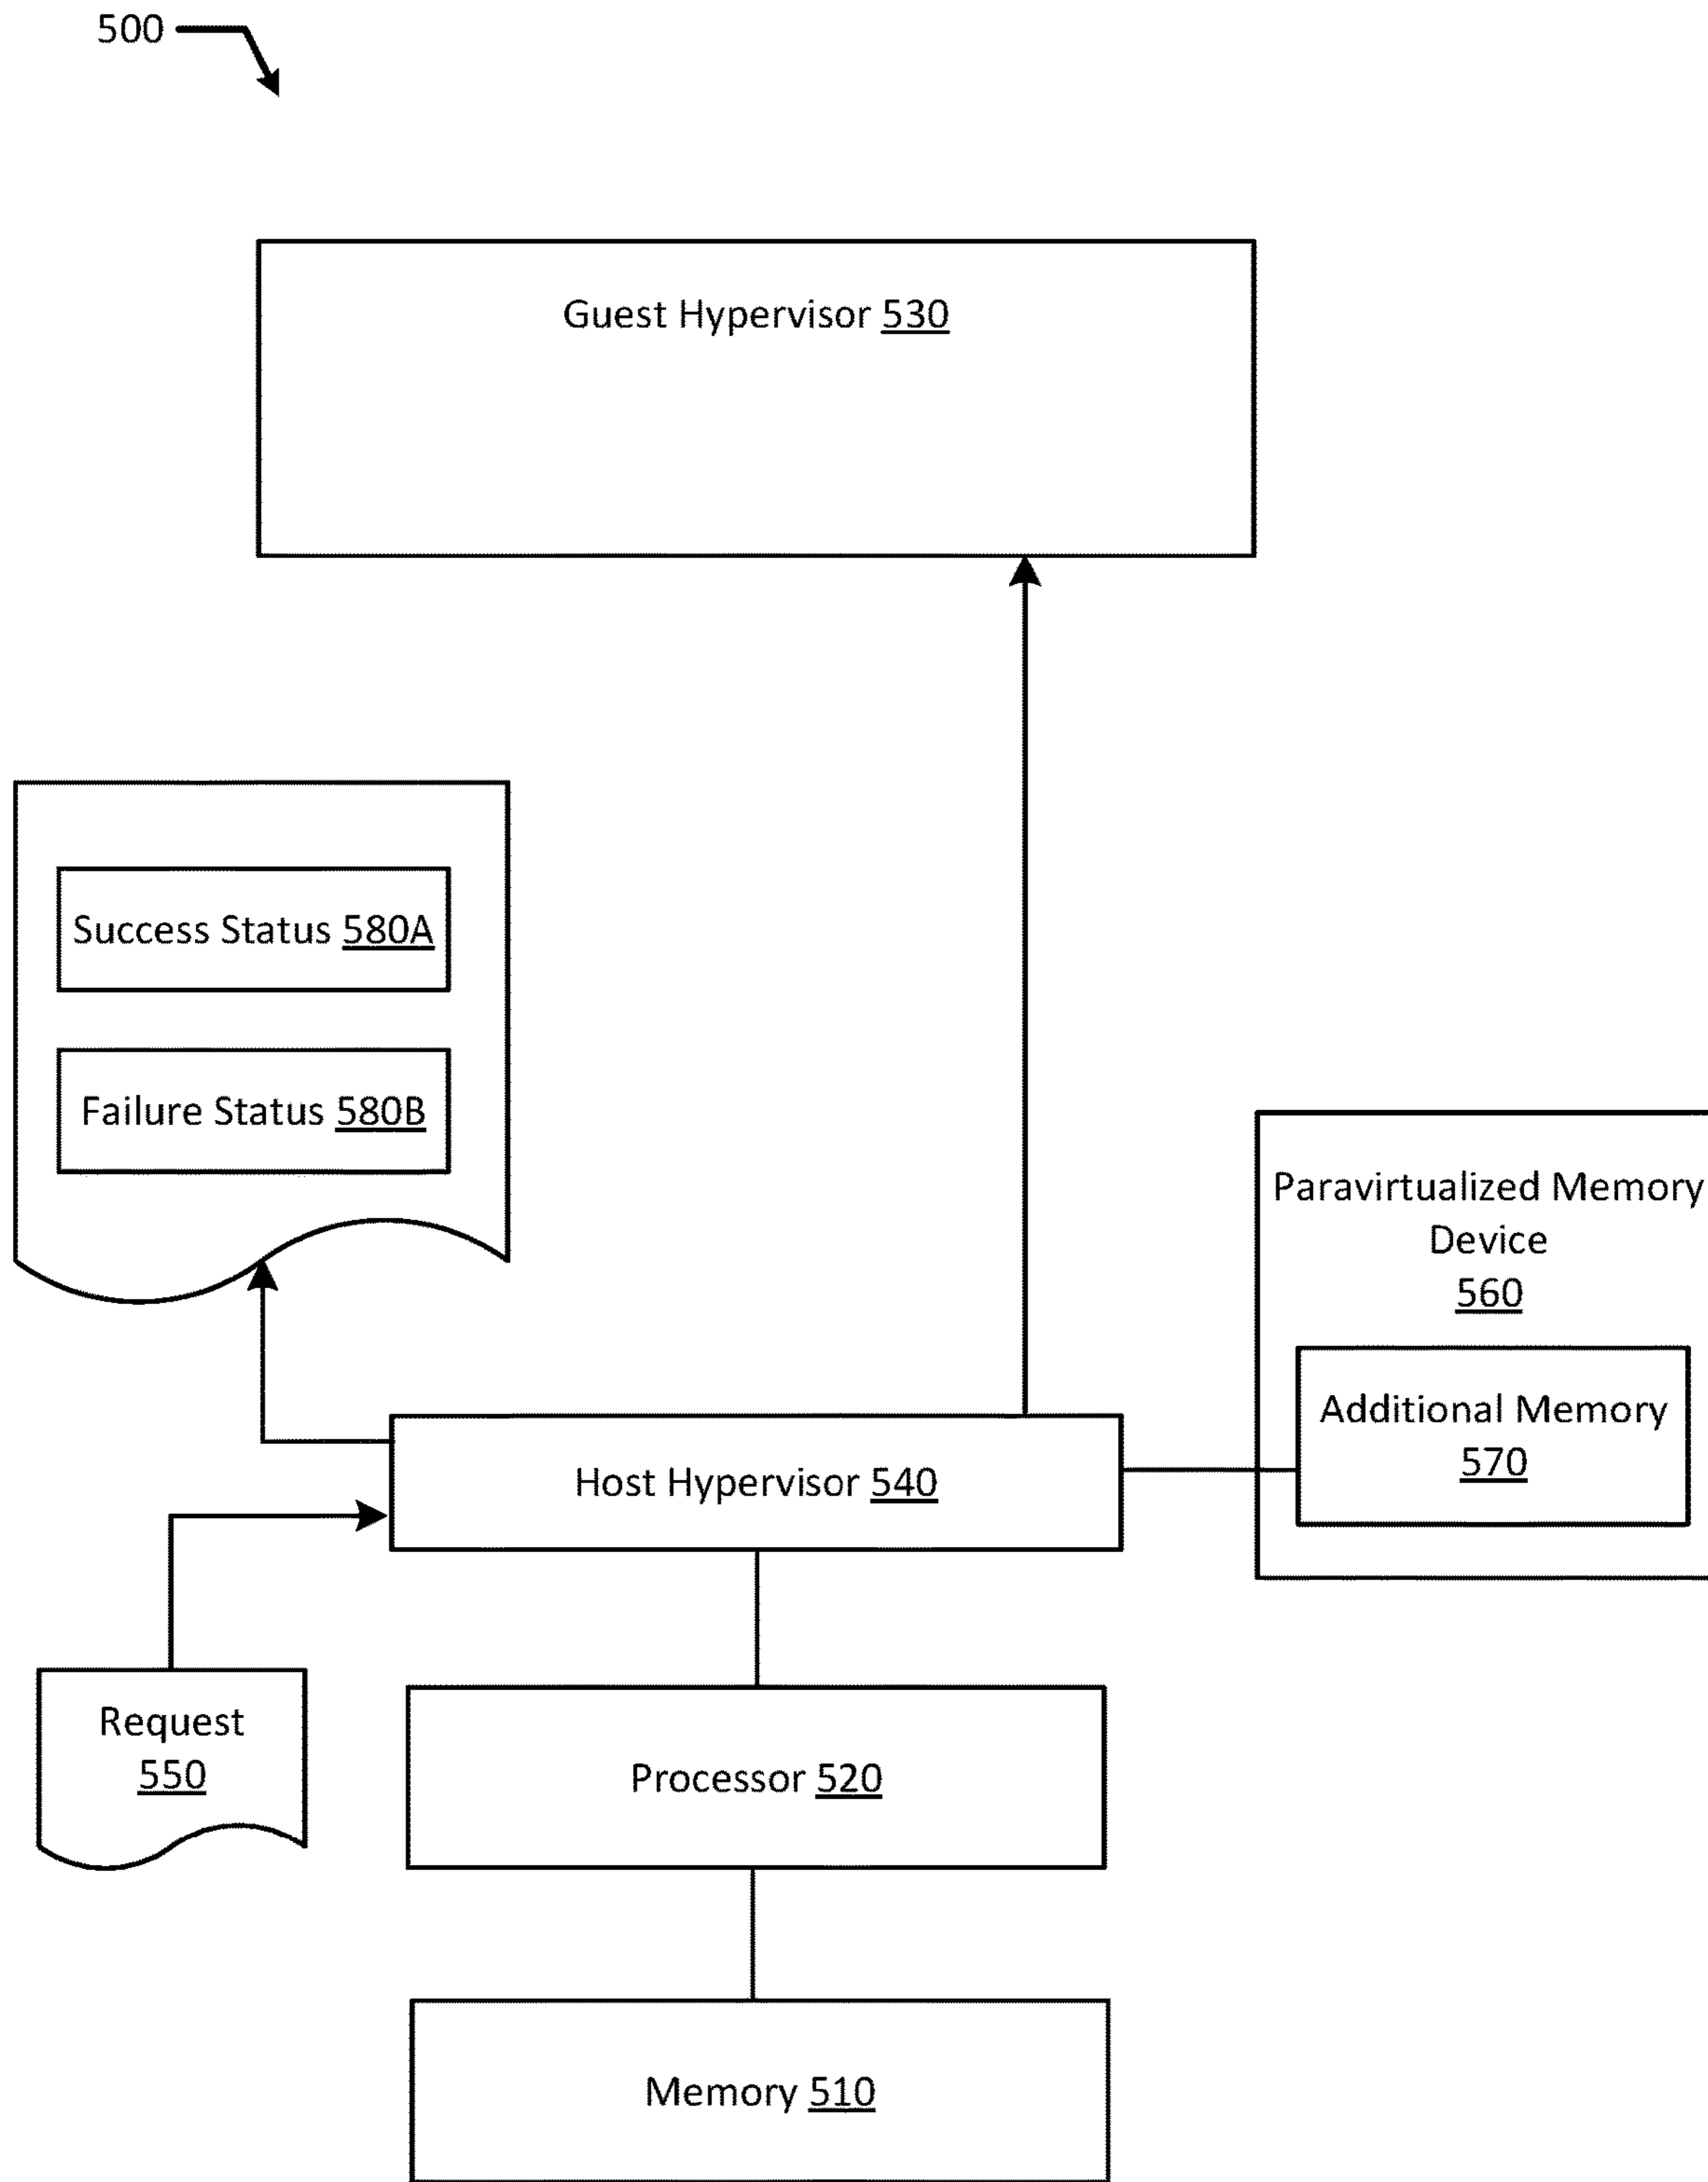 500
Guest Hypervisor 530
Success Status 580A
Failure Status 580B
Paravirtualized Memory
Device
560
Additional Memory
570
Host Hypervisor 540
Request
550
Processor 520
Memory 510